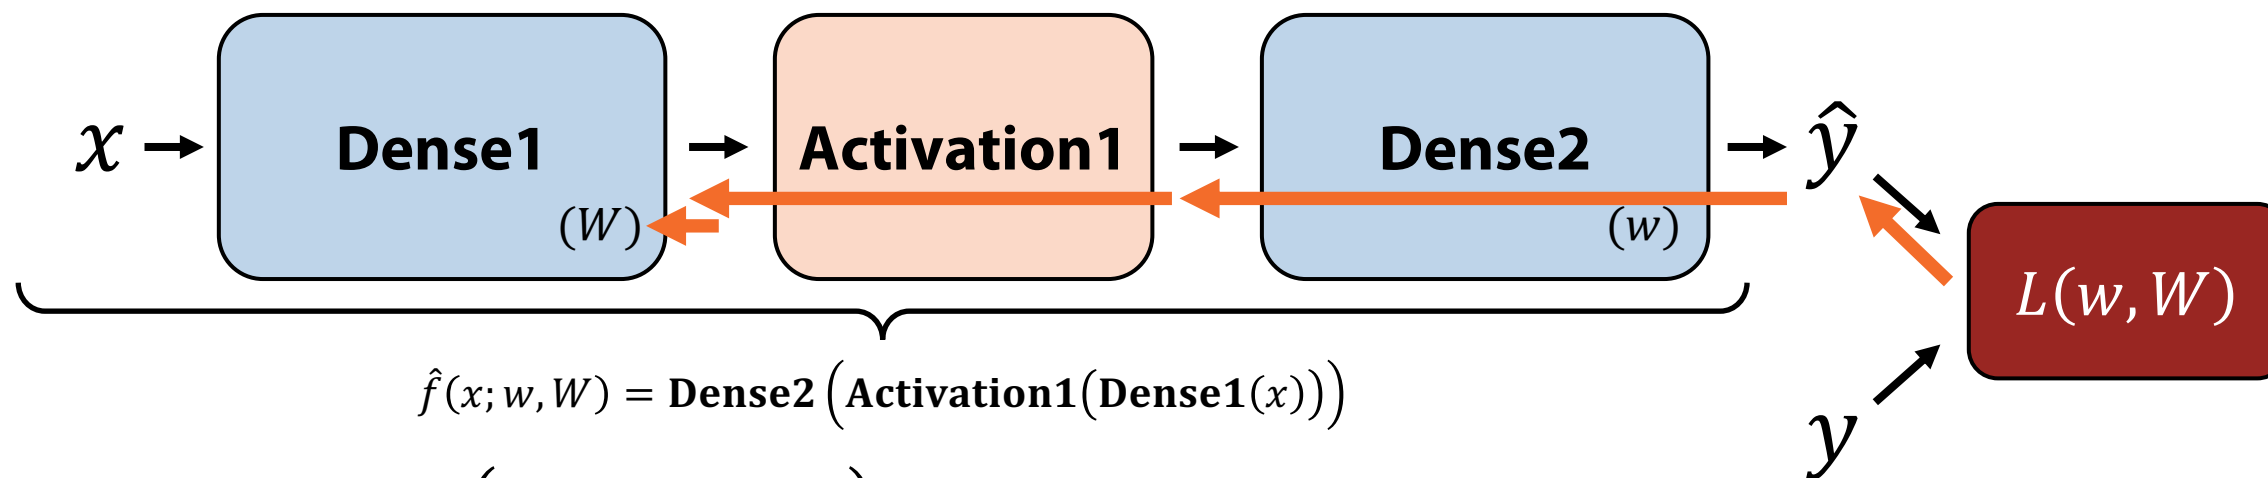 x Dense1 Activation1 Dense2 ŷ
(W) (w)
L(w, W)
f̂(x; w, W) = Dense2(Activation1(Dense1(x)))
y